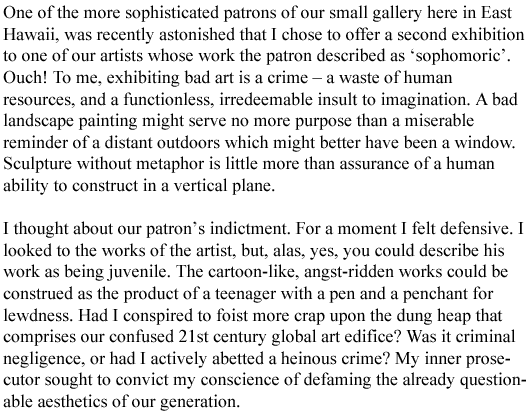 One of the more sophisticated patrons of our small gallery here in East
Hawaii, was recently astonished that I chose to offer a second exhibition
to one of our artists whose work the patron described as ‘sophomoric’.
Ouch! To me, exhibiting bad art is a crime – a waste of human
resources, and a functionless, irredeemable insult to imagination. A bad
landscape painting might serve no more purpose than a miserable
reminder of a distant outdoors which might better have been a window.
Sculpture without metaphor is little more than assurance of a human
ability to construct in a vertical plane.

I thought about our patron’s indictment. For a moment I felt defensive. I
looked to the works of the artist, but, alas, yes, you could describe his
work as being juvenile. The cartoon-like, angst-ridden works could be
construed as the product of a teenager with a pen and a penchant for
lewdness. Had I conspired to foist more crap upon the dung heap that
comprises our confused 21st century global art edifice? Was it criminal
negligence, or had I actively abetted a heinous crime? My inner prose-
cutor sought to convict my conscience of defaming the already question-
able aesthetics of our generation.